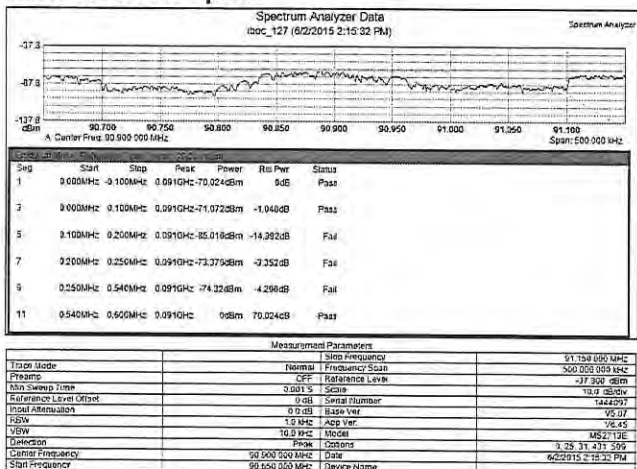 Spectrum Analyzer Data
iboc_127 (6/2/2015 2:15:32 PM)
Spectrum Analyzer
-37.3
-87.8
-137.8
dBm
90.700 90.750 90.800 90.850 90.900 90.950 91.000 91.050 91.100
A: Center Freq: 90.900 000 MHz
Span: 500.000 MHz
Seg Start Stop Peak Power Rel Pwr Status
1 0.000MHz -0.100MHz 0.091GHz -70.024dBm 0dB Pass
3 0.000MHz 0.100MHz 0.091GHz -71.072dBm -1.048dB Pass
5 0.100MHz 0.200MHz 0.091GHz -85.016dBm -14.992dB Fail
7 0.200MHz 0.250MHz 0.091GHz -73.376dBm -3.352dB Fail
9 0.250MHz 0.540MHz 0.091GHz -74.32dBm -4.296dB Fail
11 0.540MHz 0.600MHz 0.091GHz 0dBm 70.024dB Pass
Measurement Parameters
Stop Frequency 91.150 000 MHz
Trace Mode Normal Frequency Span 500.000 000 kHz
Preamp OFF Reference Level -37.300 dBm
Min Sweep Time 0.001 S Scale 10.0 dB/div
Reference Level Offset 0 dB Serial Number 1444097
Input Attenuation 0.0 dB Base Ver. V5.07
RBW 1.0 kHz App Ver. V6.45
VBW 10.0 kHz Model MS2713E
Detection Peak Options 9, 25, 31, 431, 509
Center Frequency 90.900 000 MHz Date 6/2/2015 2:15:32 PM
Start Frequency 90.650 000 MHz Device Name